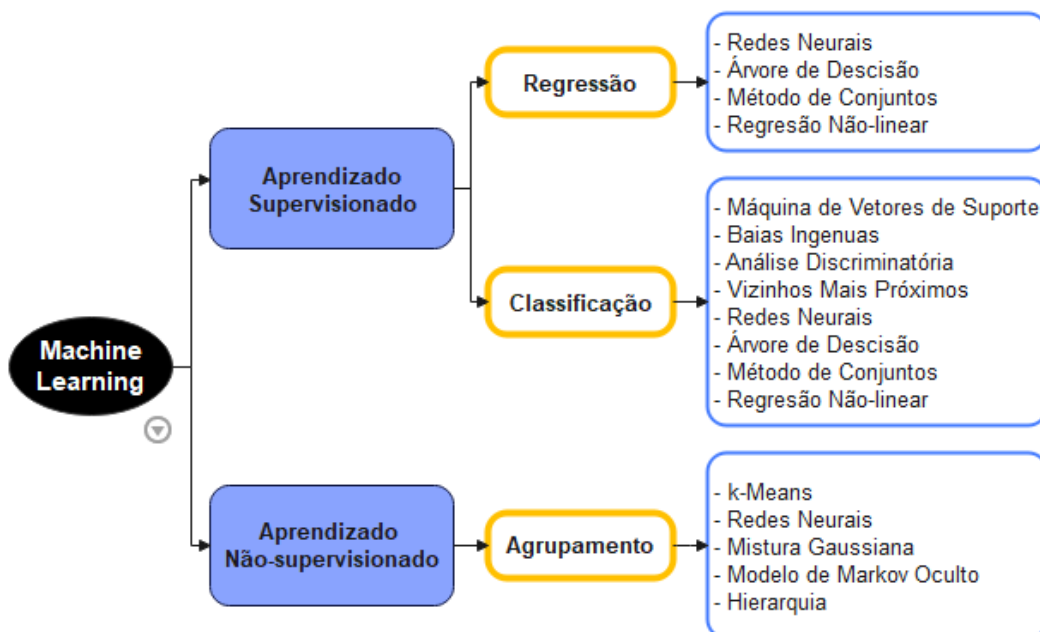 Machine
Learning
Aprendizado
Supervisionado
Regressão
- Redes Neurais
- Árvore de Descisão
- Método de Conjuntos
- Regresão Não-linear
Classificação
- Máquina de Vetores de Suporte
- Baias Ingenuas
- Análise Discriminatória
- Vizinhos Mais Próximos
- Redes Neurais
- Árvore de Descisão
- Método de Conjuntos
- Regresão Não-linear
Aprendizado
Não-supervisionado
Agrupamento
- k-Means
- Redes Neurais
- Mistura Gaussiana
- Modelo de Markov Oculto
- Hierarquia